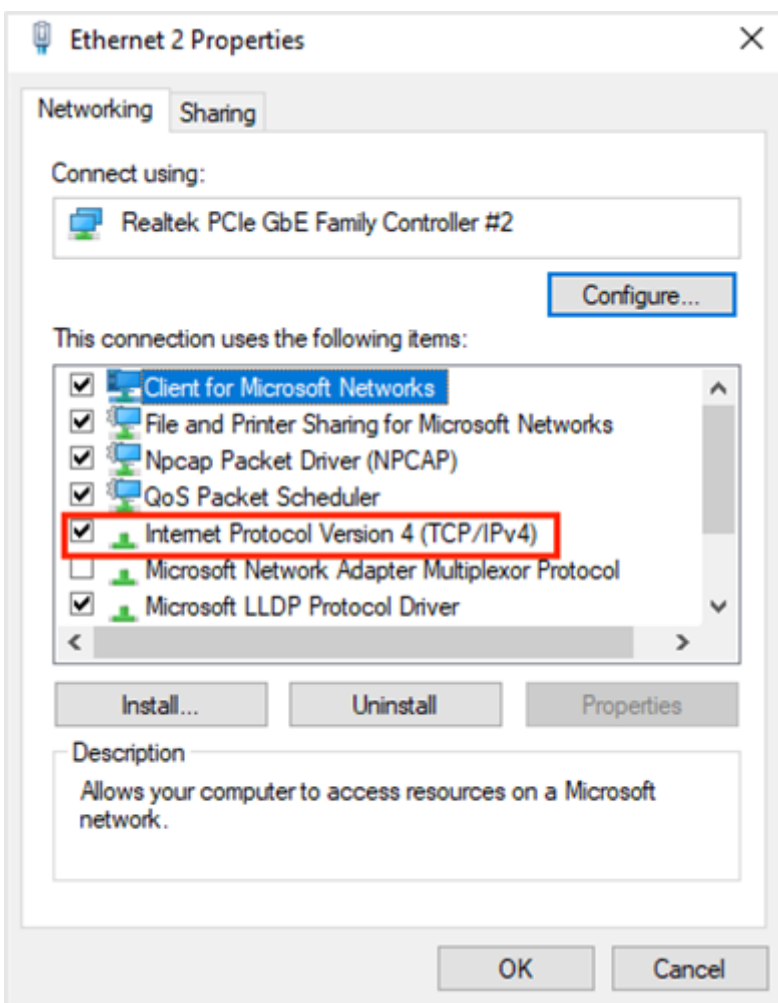 Ethernet 2 Properties
Networking
Sharing
Connect using:
Realtek PCIe GbE Family Controller #2
Configure...
This connection uses the following items:
Client for Microsoft Networks
File and Printer Sharing for Microsoft Networks
Npcap Packet Driver (NPCAP)
QoS Packet Scheduler
Internet Protocol Version 4 (TCP/IPv4)
Microsoft Network Adapter Multiplexor Protocol
Microsoft LLDP Protocol Driver
Install...
Uninstall
Properties
Description
Allows your computer to access resources on a Microsoft
network.
OK
Cancel